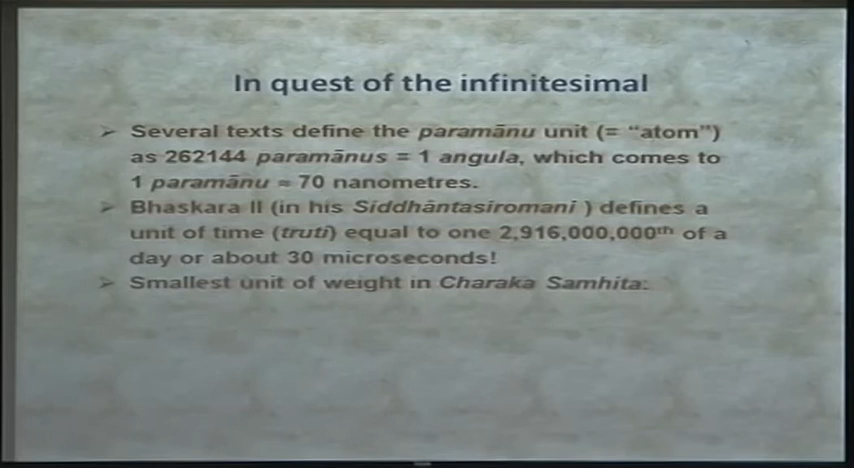 In quest of the infinitesimal
➢ Several texts define the paramānu unit (= “atom”)
as 262144 paramānus = 1 angula, which comes to
1 paramānu ≈ 70 nanometres.
➢ Bhaskara II (in his Siddhāntasiromani ) defines a
unit of time (truti) equal to one 2,916,000,000th of a
day or about 30 microseconds!
➢ Smallest unit of weight in Charaka Samhita: